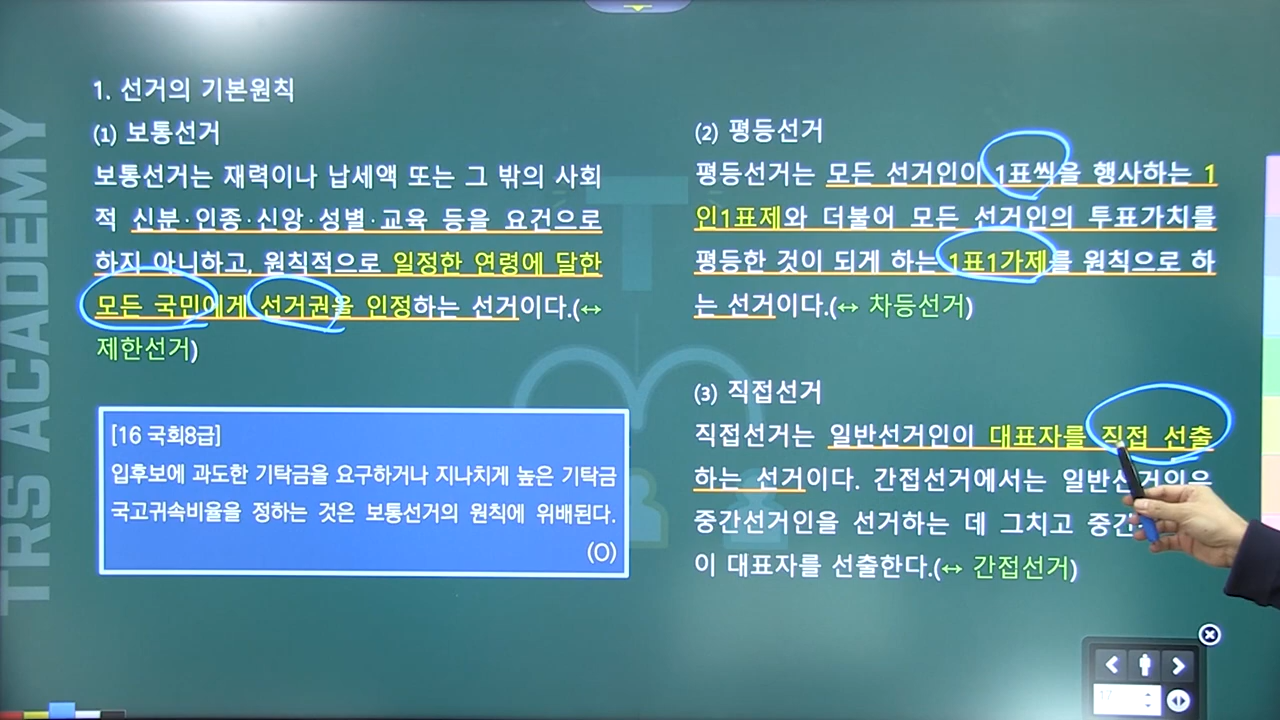 TRS ACADEMY
1. 선거의 기본원칙
(1) 보통선거
보통선거는 재력이나 납세액 또는 그 밖의 사회
적 신분·인종·신앙·성별·교육 등을 요건으로
하지 아니하고, 원칙적으로 일정한 연령에 달한
모든 국민에게 선거권을 인정하는 선거이다.(↔
제한선거)
[16 국회8급]
입후보에 과도한 기탁금을 요구하거나 지나치게 높은 기탁금
국고귀속비율을 정하는 것은 보통선거의 원칙에 위배된다.
(O)
(2) 평등선거
평등선거는 모든 선거인이 1표씩을 행사하는 1
인1표제와 더불어 모든 선거인의 투표가치를
평등한 것이 되게 하는 1표1가제를 원칙으로 하
는 선거이다.(↔ 차등선거)
(3) 직접선거
직접선거는 일반선거인이 대표자를 직접 선출
하는 선거이다. 간접선거에서는 일반선거인은
중간선거인을 선거하는 데 그치고
이 대표자를 선출한다.(↔ 간접선거)